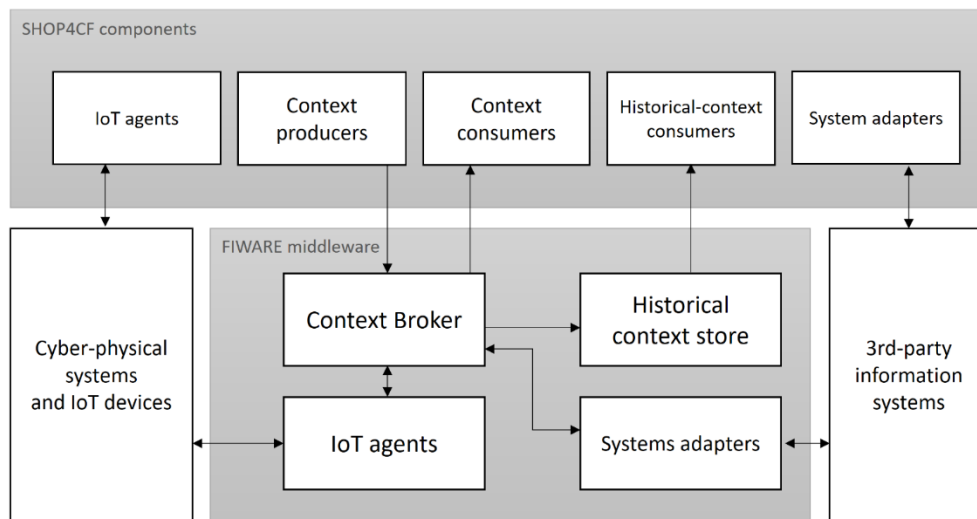 SHOP4CF components
IoT agents
Context
producers
Context
consumers
Historical-context
consumers
System adapters
FIWARE middleware
Context Broker
Historical
context store
Cyber-physical
systems
and IoT devices
3rd-party
information
systems
IoT agents
Systems adapters